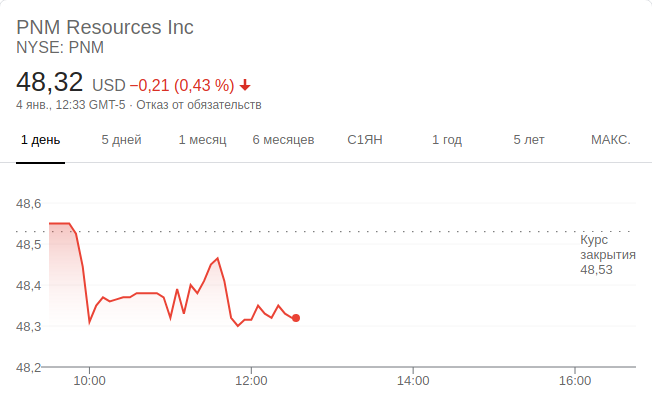 PNM Resources Inc
NYSE: PNM
48,32 USD −0,21 (0,43 %)
4 янв., 12:33 GMT-5 · Отказ от обязательств
1 день 5 дней 1 месяц 6 месяцев С1ЯН 1 год 5 лет МАКС.
48,6
48,5
48,4
48,3
48,2
Курс
закрытия
48,53
10:00 12:00 14:00 16:00